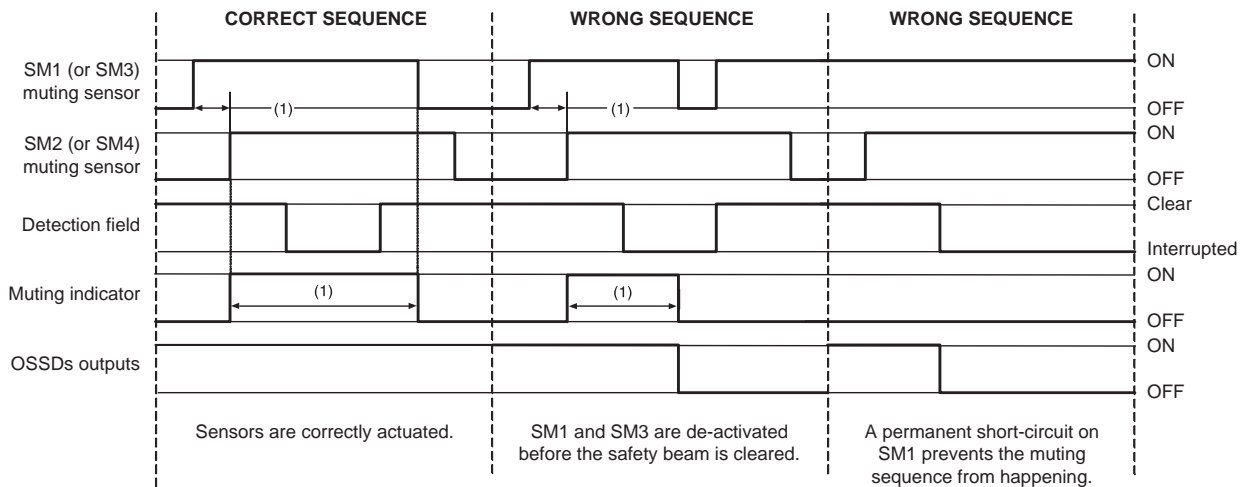 CORRECT SEQUENCE
WRONG SEQUENCE
WRONG SEQUENCE
SM1 (or SM3)
muting sensor
(1)
(1)
ON
OFF
SM2 (or SM4)
muting sensor
ON
OFF
Detection field
Clear
Interrupted
Muting indicator
(1)
(1)
ON
OFF
OSSDs outputs
ON
OFF
Sensors are correctly actuated.
SM1 and SM3 are de-activated
before the safety beam is cleared.
A permanent short-circuit on
SM1 prevents the muting
sequence from happening.